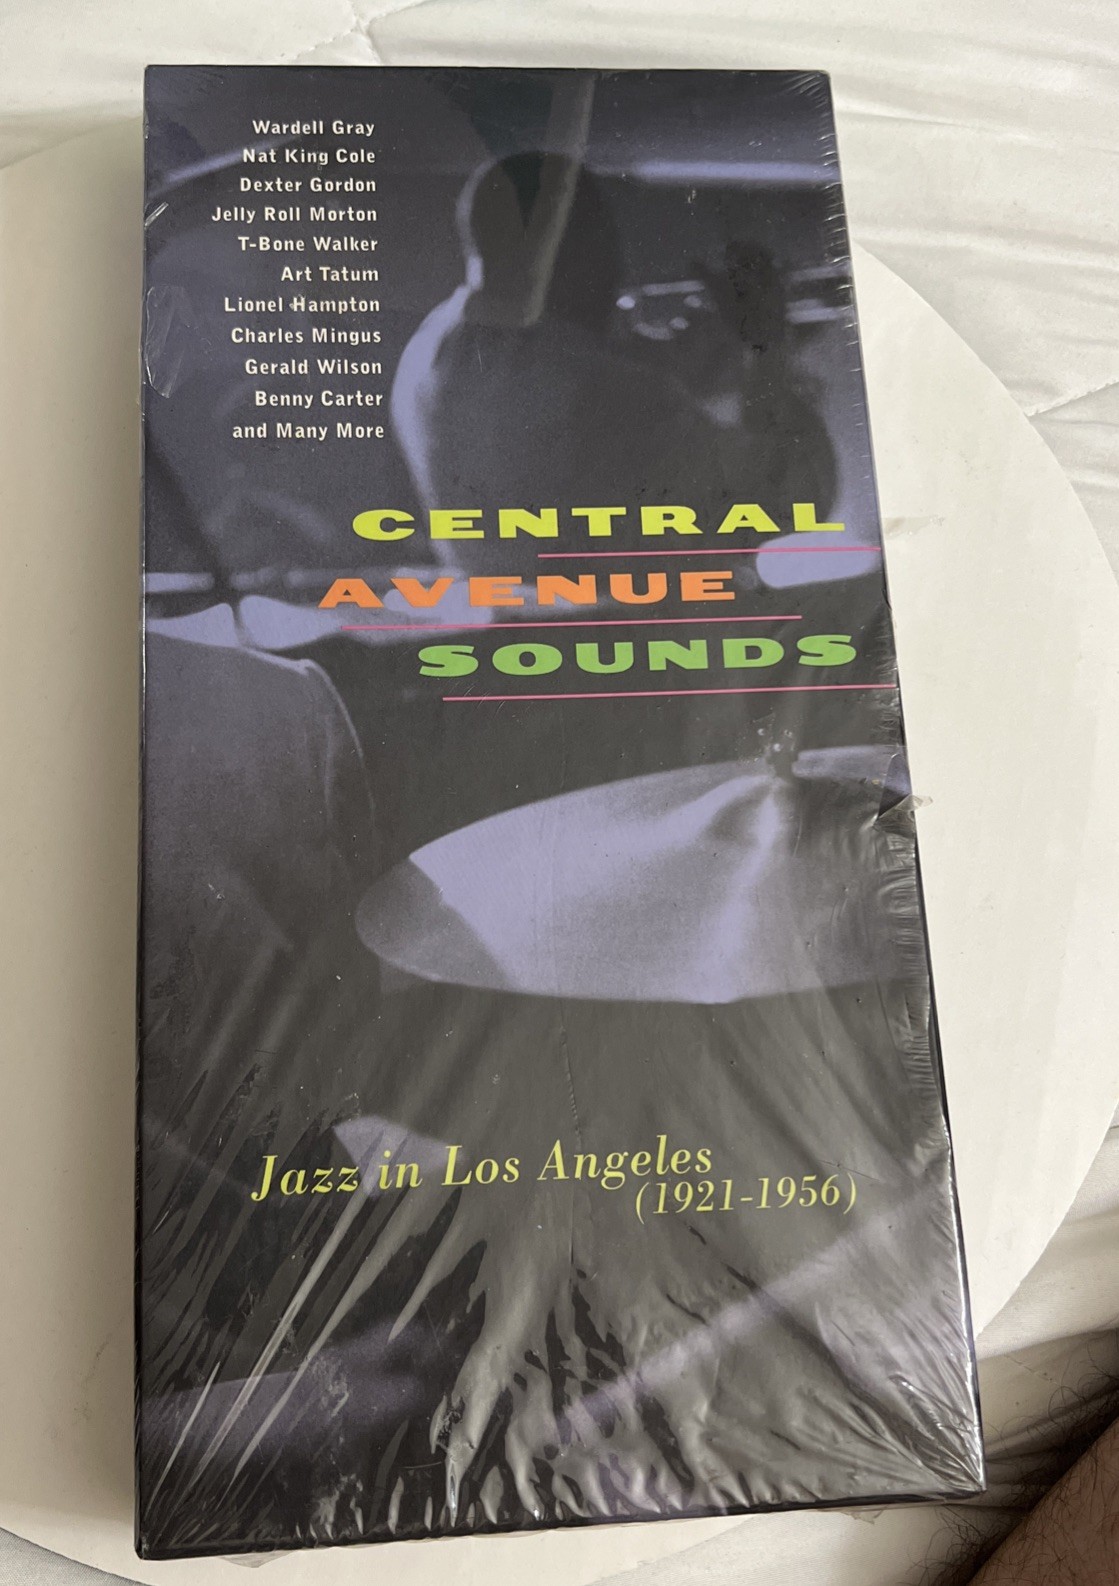 Wardell Gray
Nat King Cole
Dexter Gordon
Jelly Roll Morton
T-Bone Walker
Art Tatum
Lionel Hampton
Charles Mingus
Gerald Wilson
Benny Carter
and Many More
CENTRAL
AVENUE
SOUNDS
Jazz in Los Angeles
(1921-1956)